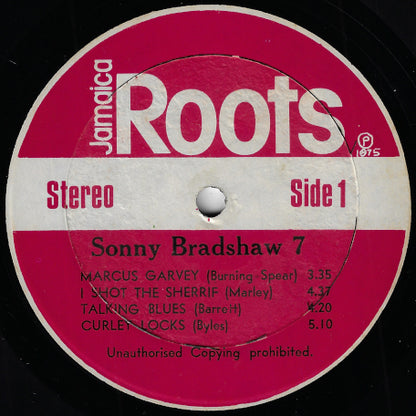 Jamaica
Roots
℗
1975
Stereo
Side 1
Sonny Bradshaw 7
MARCUS GARVEY (Burning Spear) 3.35
I SHOT THE SHERRIF (Marley) 4.37
TALKING BLUES (Barrett) 4.20
CURLEY LOCKS (Byles) 5.10
Unauthorised Copying prohibited.